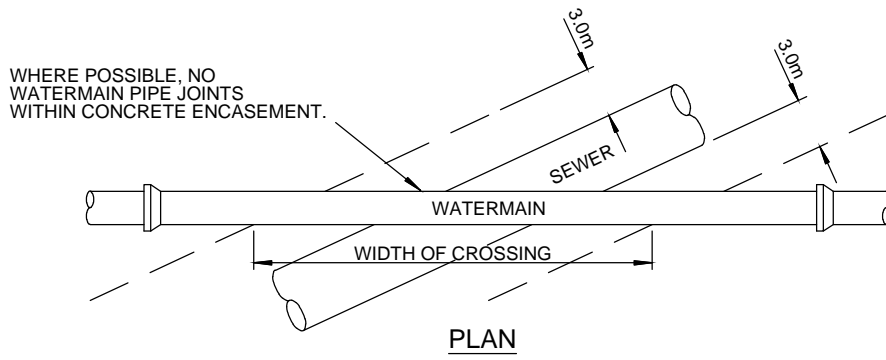 3.0m
3.0m
WHERE POSSIBLE, NO
WATERMAIN PIPE JOINTS
WITHIN CONCRETE ENCASEMENT.
SEWER
WATERMAIN
WIDTH OF CROSSING
PLAN